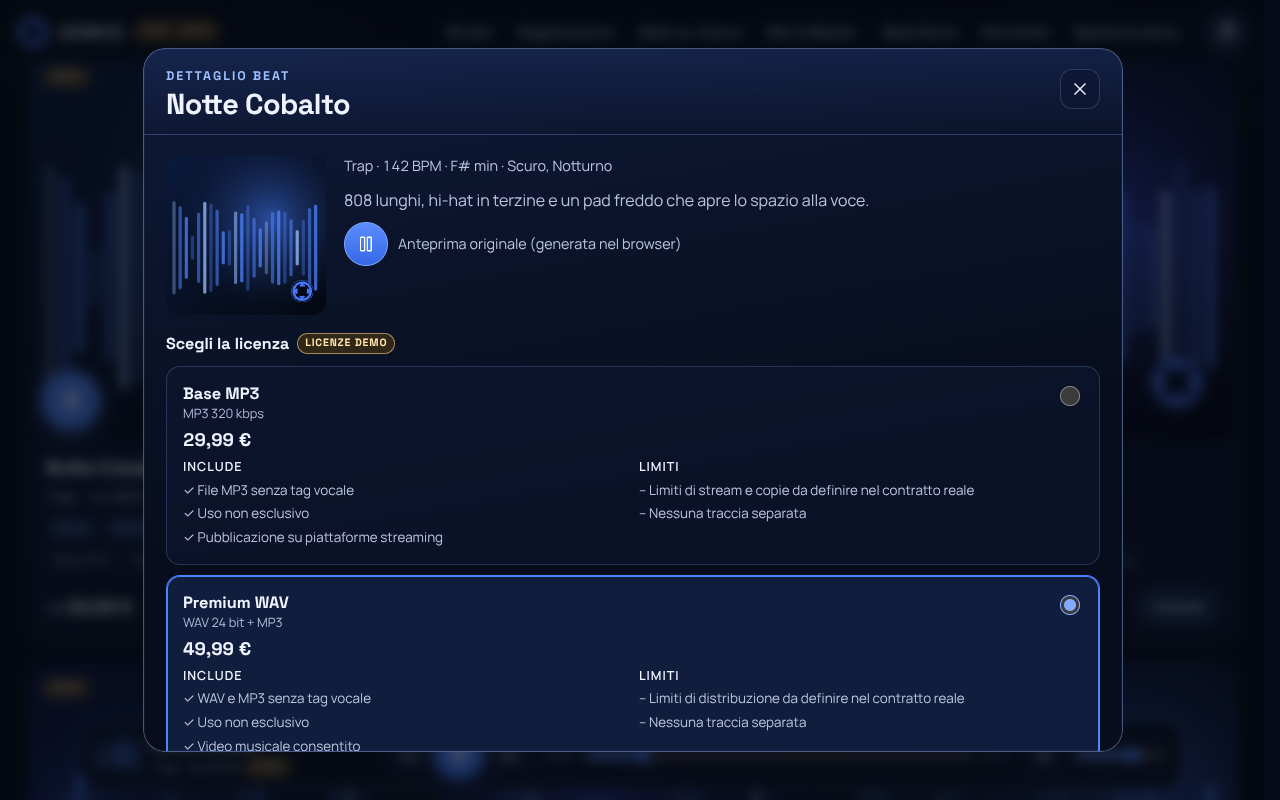 DETTAGLIO BEAT
Notte Cobalto
Trap · 142 BPM · F# min · Scuro, Notturno
808 lunghi, hi-hat in terzine e un pad freddo che apre lo spazio alla voce.
Anteprima originale (generata nel browser)
Scegli la licenza LICENZE DEMO
Base MP3
MP3 320 kbps
29,99 €
INCLUDE
✓ File MP3 senza tag vocale
✓ Uso non esclusivo
✓ Pubblicazione su piattaforme streaming
LIMITI
– Limiti di stream e copie da definire nel contratto reale
– Nessuna traccia separata
Premium WAV
WAV 24 bit + MP3
49,99 €
INCLUDE
✓ WAV e MP3 senza tag vocale
✓ Uso non esclusivo
✓ Video musicale consentito
LIMITI
– Limiti di distribuzione da definire nel contratto reale
– Nessuna traccia separata